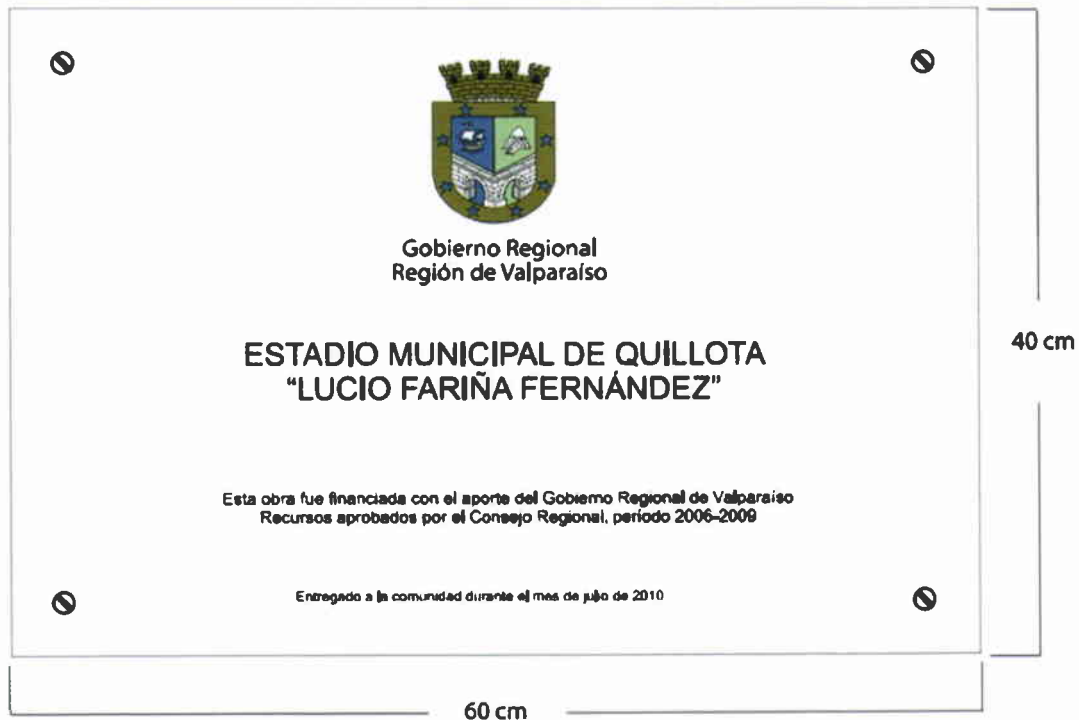 Gobierno Regional
Región de Valparaíso
ESTADIO MUNICIPAL DE QUILLOTA
“LUCIO FARIÑA FERNÁNDEZ”
40 cm
Esta obra fue financiada con el aporte del Gobierno Regional de Valparaíso
Recursos aprobados por el Consejo Regional, período 2006-2009
Entregado a la comunidad durante el mes de julio de 2010
60 cm